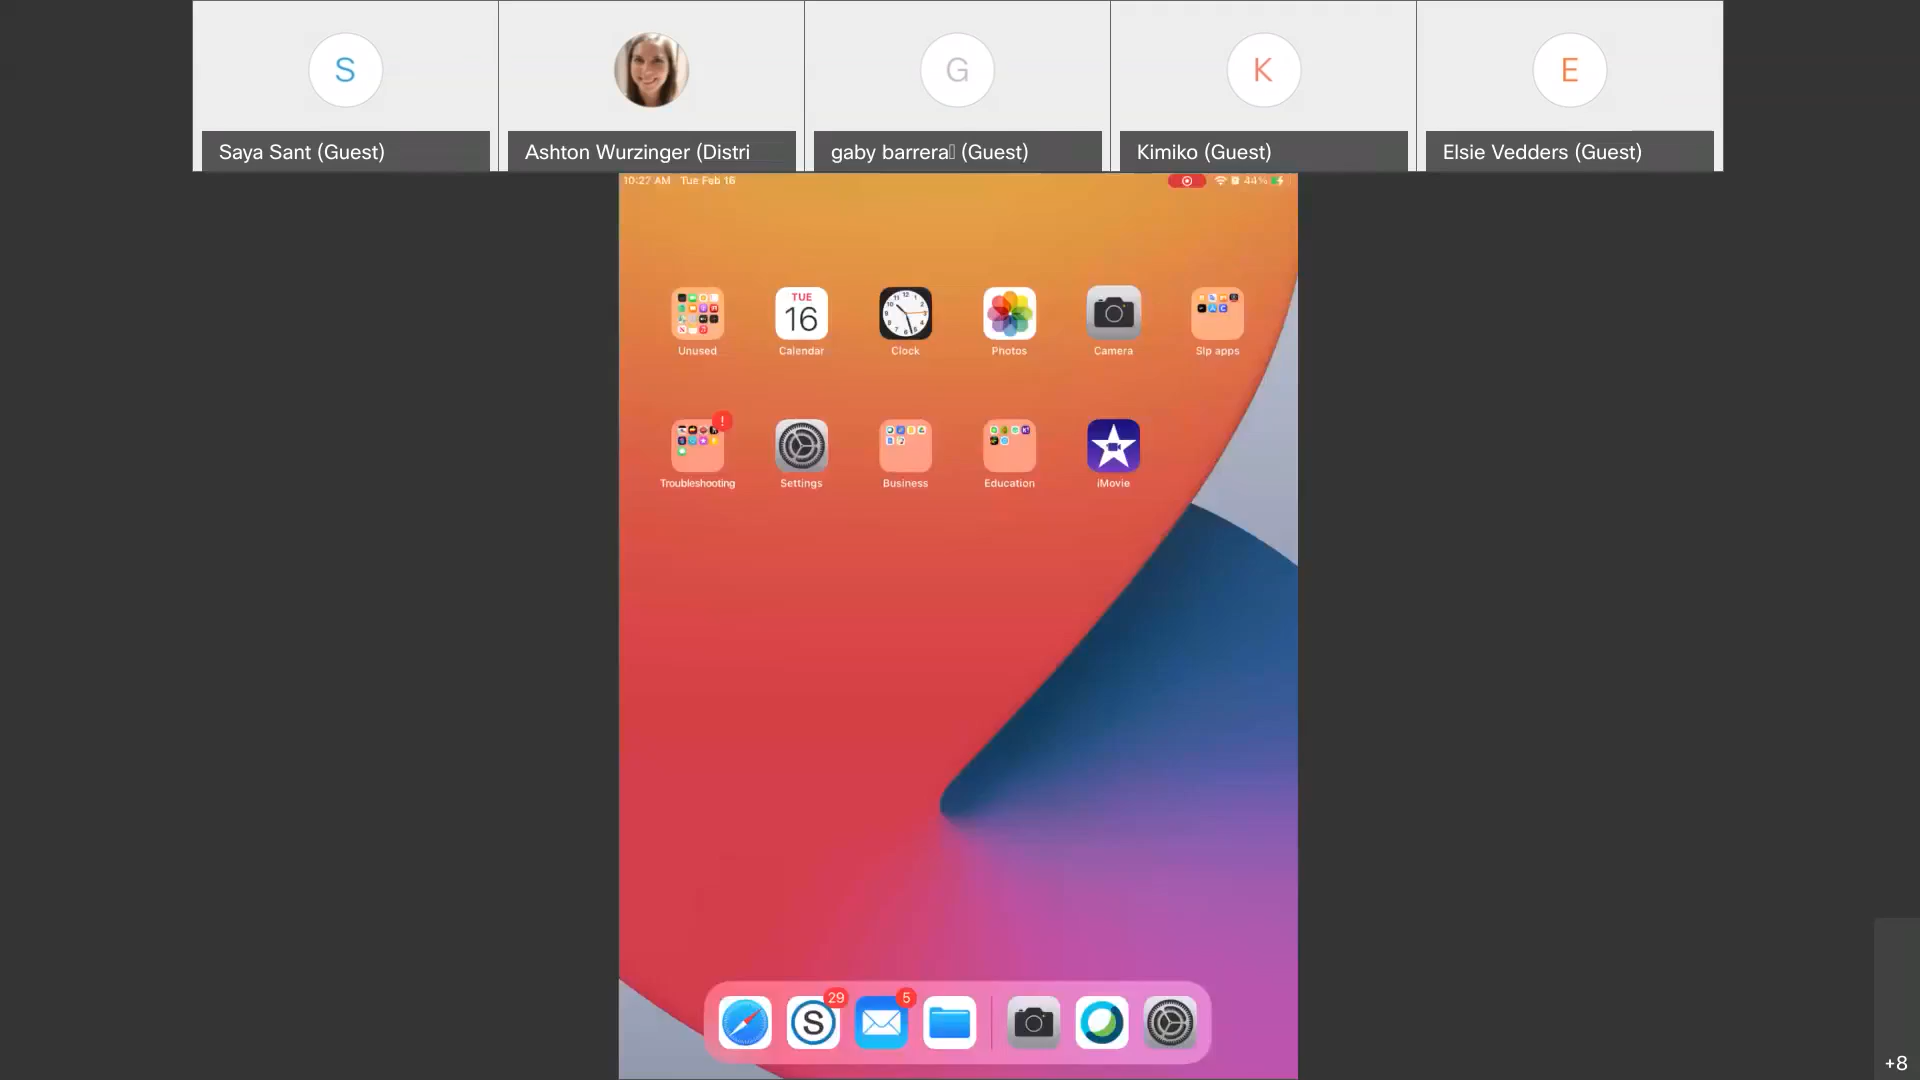 S
G
K
E
Saya Sant (Guest)
Ashton Wurzinger (Distri
gaby barrera▯ (Guest)
Kimiko (Guest)
Elsie Vedders (Guest)
10:27 AM Tue Feb 16
44%
TUE
16
Unused
Calendar
Clock
Photos
Camera
Slp apps
!
Troubleshooting
Settings
Business
Education
iMovie
29
5
S
+8